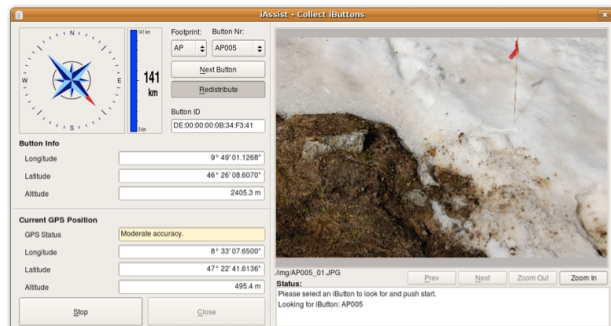 iAssist - Collect iButtons
N
W
E
S
141 km
0 km
141
km
Footprint:
Button Nr:
AP
AP005
Next Button
Redistribute
Button ID
DE:00:00:00:0B:34:F3:41
Button Info
Longitude
9° 49' 01.1268"
Latitude
46° 26' 08.6070"
Altitude
2405.3 m
Current GPS Position
GPS Status
Moderate accuracy.
Longitude
8° 33' 07.6500"
Latitude
47° 22' 41.6136"
Altitude
495.4 m
Stop
Close
./img/AP005_01.JPG
Prev
Next
Zoom Out
Zoom In
Status:
Please select an iButton to look for and push start.
Looking for iButton: AP005